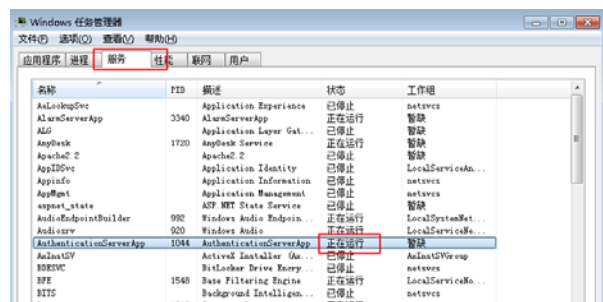 Windows 任务管理器
文件(F) 选项(O) 查看(V) 帮助(H)
应用程序 进程 服务 性能 联网 用户
名称 PID 描述 状态 工作组
AeLookupSvc Application Experience 已停止 netsvcs
AlarmServerApp 3340 AlarmServerApp 正在运行 暂缺
ALG Application Layer Gat... 已停止 暂缺
AnyDesk 1720 AnyDesk Service 正在运行 暂缺
Apache2.2 Apache2.2 已停止 暂缺
AppIDSvc Application Identity 已停止 LocalServiceAn...
Appinfo Application Information 已停止 netsvcs
AppMgmt Application Management 已停止 netsvcs
aspnet_state ASP.NET State Service 已停止 暂缺
AudioEndpointBuilder 992 Windows Audio Endpoin... 正在运行 LocalSystemNet...
Audiosrv 920 Windows Audio 正在运行 LocalServiceNe...
AuthenticationServerApp 1044 AuthenticationServerApp 正在运行 暂缺
AxInstSV ActiveX Installer (Ax... 已停止 AxInstSVGroup
BDESVC BitLocker Drive Encry... 已停止 netsvcs
BFE 1548 Base Filtering Engine 正在运行 LocalServiceNo...
BITS Background Intelligen... 已停止 netsvcs